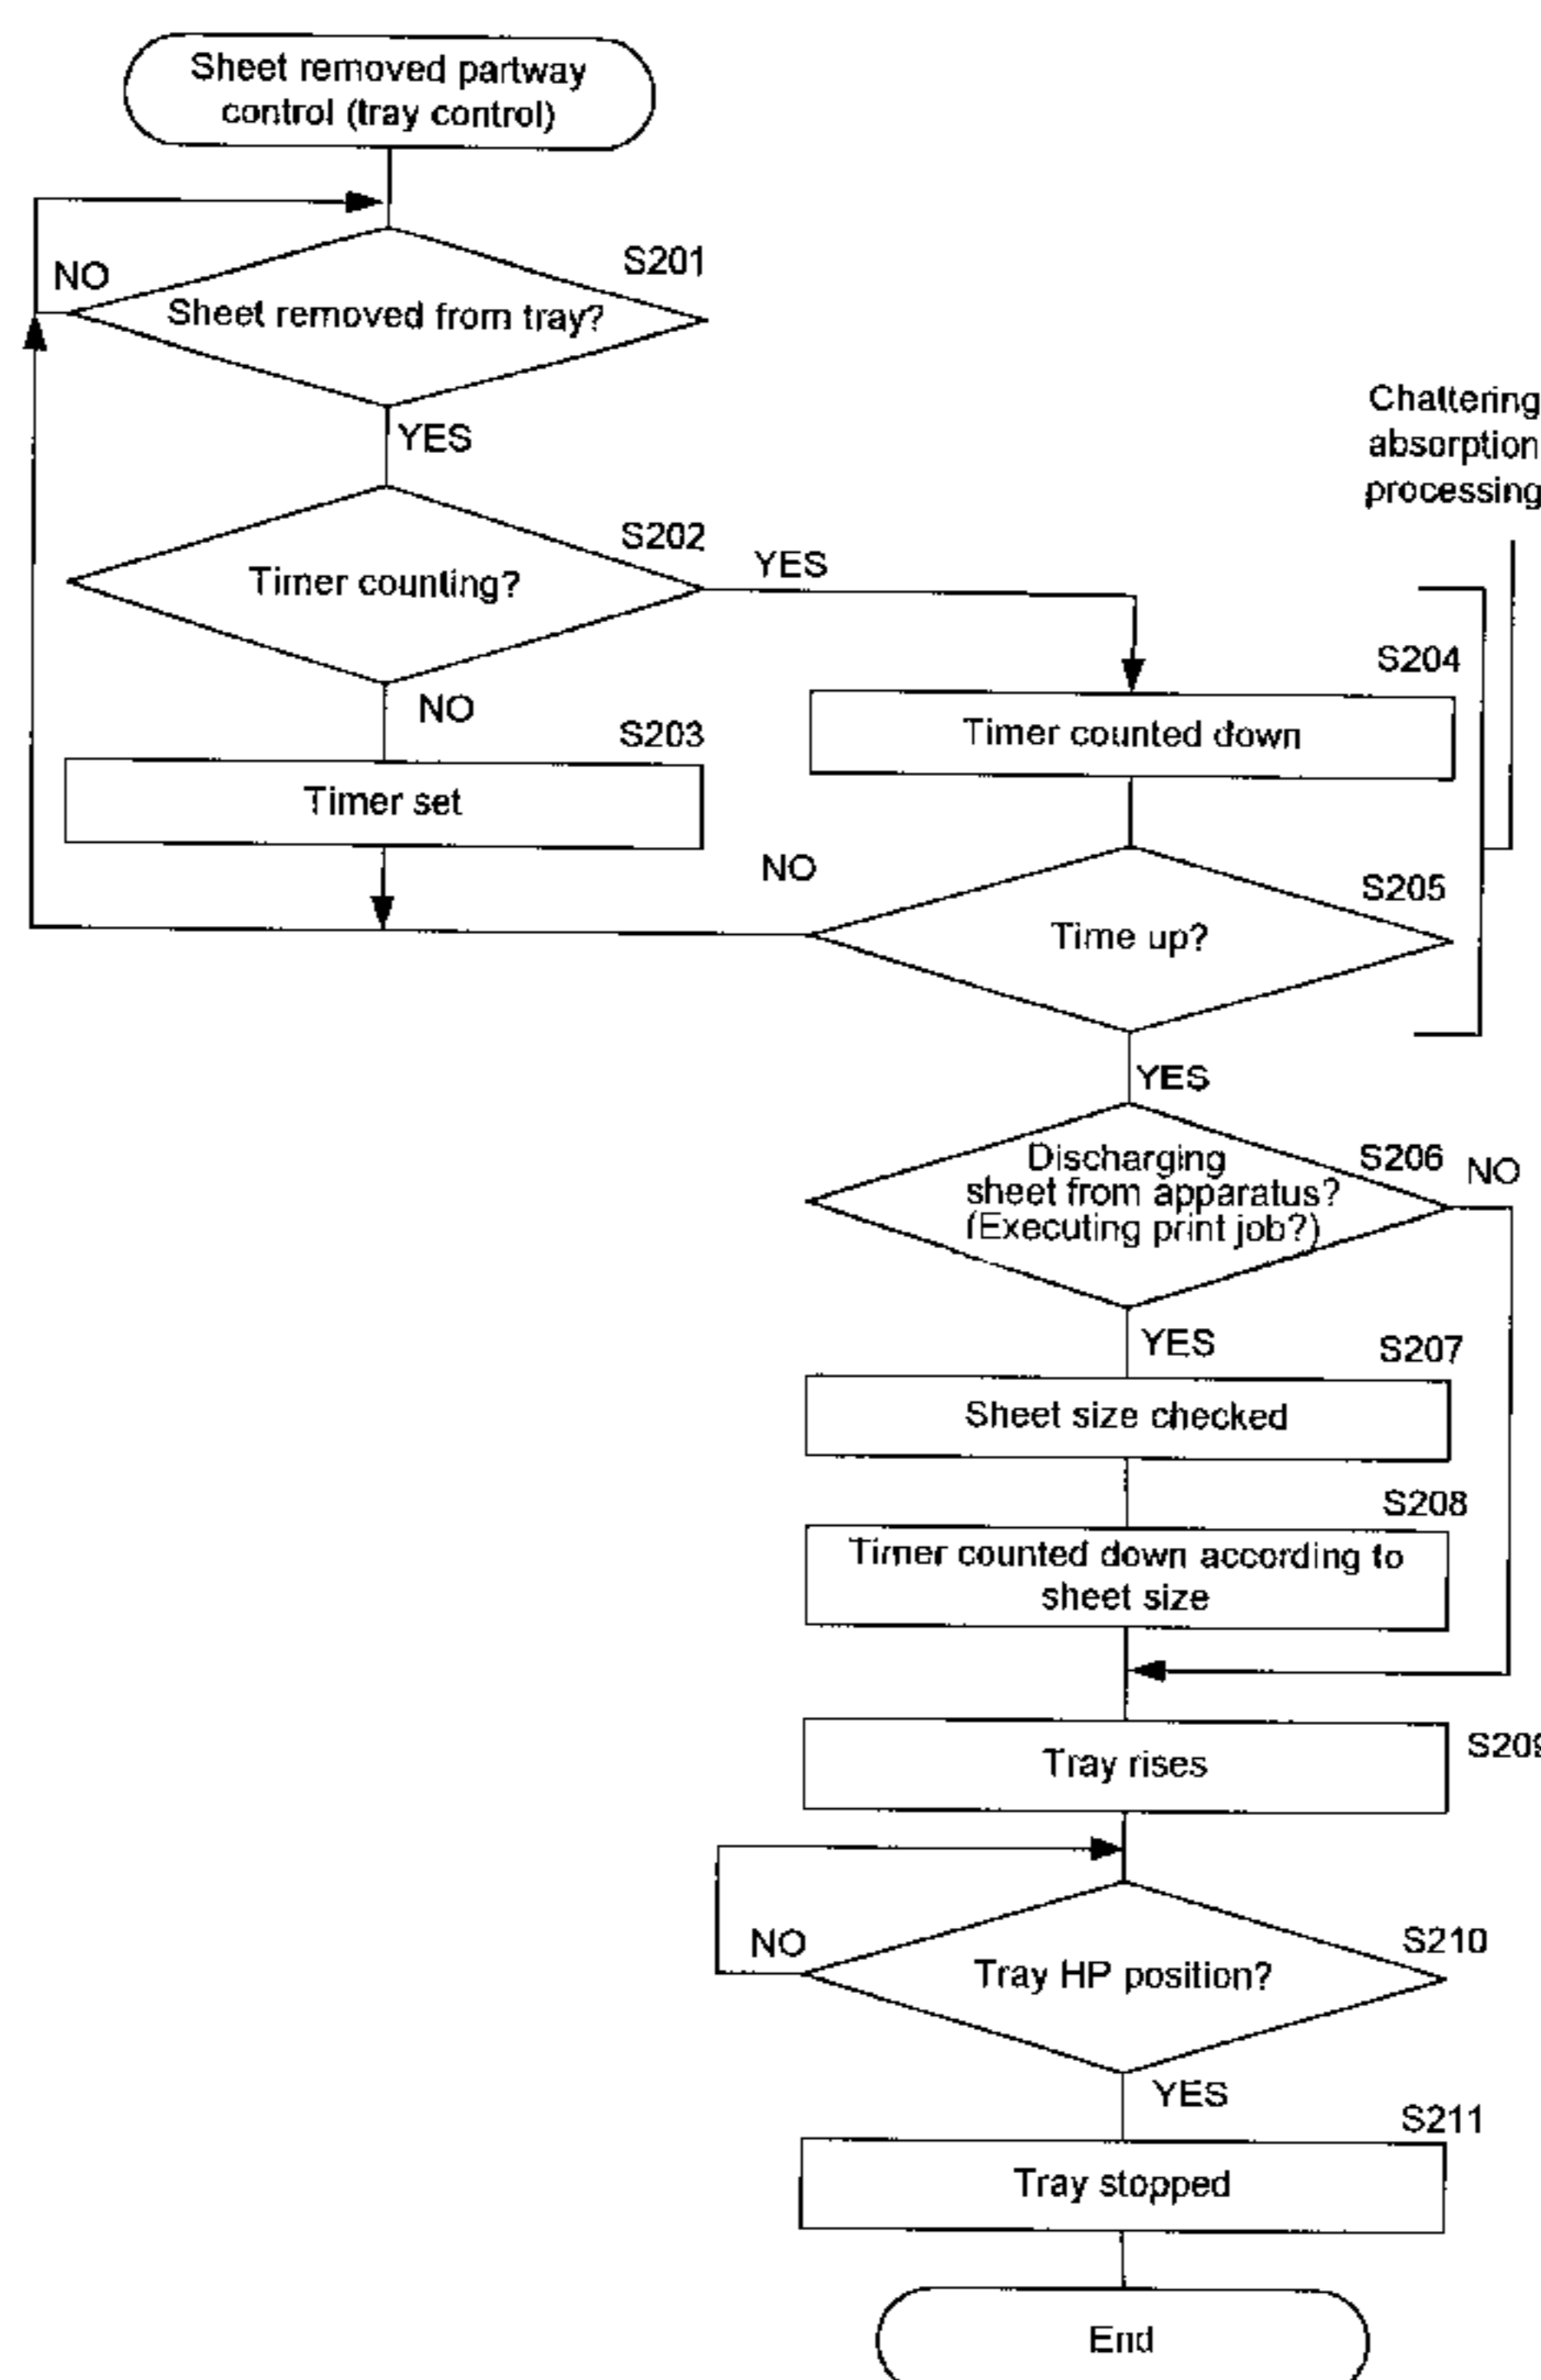 Sheet removed partway
control (tray control)
NO
S201
Sheet removed from tray?
YES
Chattering
absorption
processing
S202
Timer counting?
YES
NO
S203
Timer set
S204
Timer counted down
NO
S205
Time up?
YES
Discharging
sheet from apparatus?
(Executing print job?)
S206
NO
YES
S207
Sheet size checked
S208
Timer counted down according to
sheet size
Tray rises
S209
NO
S210
Tray HP position?
YES
S211
Tray stopped
End